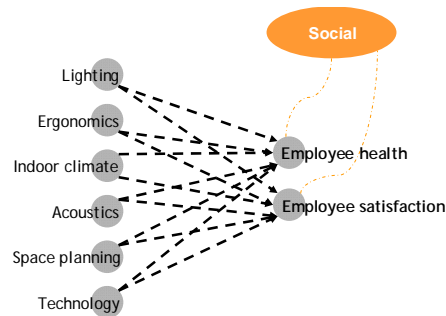 Social
Lighting
Ergonomics
Employee health
Indoor climate
Employee satisfaction
Acoustics
Space planning
Technology